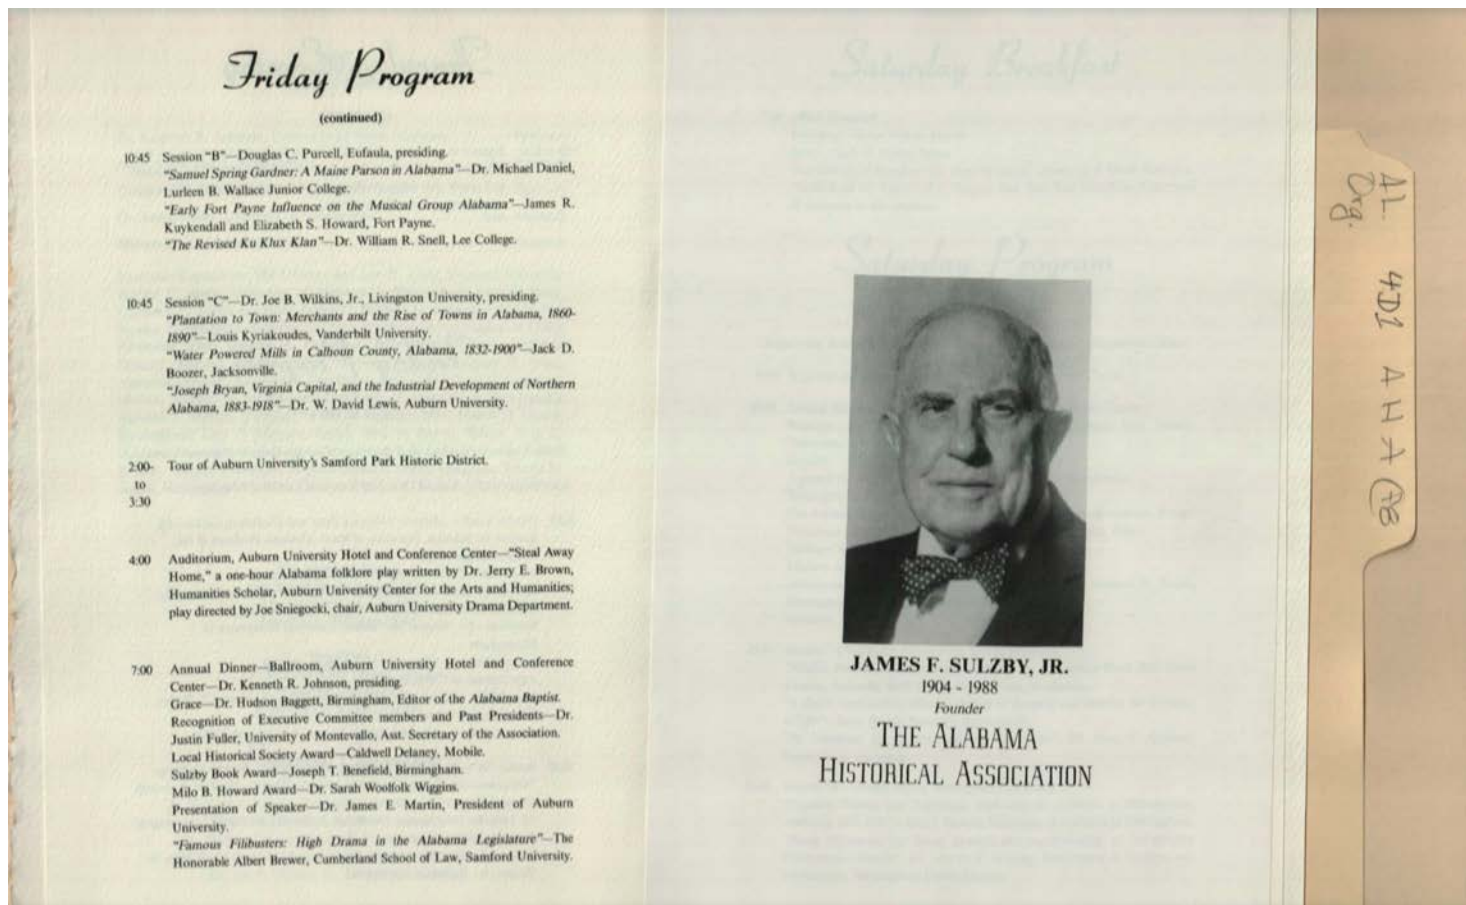 Friday Program
(continued)
10:45 Session "B"—Douglas C. Purcell, Eufaula, presiding.
"Samuel Spring Gardner: A Maine Parson in Alabama"—Dr. Michael Daniel,
Lurleen B. Wallace Junior College.
"Early Fort Payne Influence on the Musical Group Alabama"—James R.
Kuykendall and Elizabeth S. Howard, Fort Payne.
"The Revised Ku Klux Klan"—Dr. William R. Snell, Lee College.
10:45 Session "C"—Dr. Joe B. Wilkins, Jr., Livingston University, presiding.
"Plantation to Town: Merchants and the Rise of Towns in Alabama, 1860-
1890"—Louis Kyriakoudes, Vanderbilt University.
"Water Powered Mills in Calhoun County, Alabama, 1832-1900"—Jack D.
Boozer, Jacksonville.
"Joseph Bryan, Virginia Capital, and the Industrial Development of Northern
Alabama, 1883-1918"—Dr. W. David Lewis, Auburn University.
2:00- Tour of Auburn University's Samford Park Historic District.
to
3:30
4:00 Auditorium, Auburn University Hotel and Conference Center—"Steal Away
Home," a one-hour Alabama folklore play written by Dr. Jerry E. Brown,
Humanities Scholar, Auburn University Center for the Arts and Humanities;
play directed by Joe Sniegocki, chair, Auburn University Drama Department.
7:00 Annual Dinner—Ballroom, Auburn University Hotel and Conference
Center—Dr. Kenneth R. Johnson, presiding.
Grace—Dr. Hudson Baggett, Birmingham, Editor of the Alabama Baptist.
Recognition of Executive Committee members and Past Presidents—Dr.
Justin Fuller, University of Montevallo, Asst. Secretary of the Association.
Local Historical Society Award—Caldwell Delaney, Mobile.
Sulzby Book Award—Joseph T. Benefield, Birmingham.
Milo B. Howard Award—Dr. Sarah Woolfolk Wiggins.
Presentation of Speaker—Dr. James E. Martin, President of Auburn
University.
"Famous Filibusters: High Drama in the Alabama Legislature"—The
Honorable Albert Brewer, Cumberland School of Law, Samford University.
Saturday Breakfast
Saturday Program
JAMES F. SULZBY, JR.
1904 - 1988
Founder
THE ALABAMA
HISTORICAL ASSOCIATION
AL 4D1 AHA 78
Org.